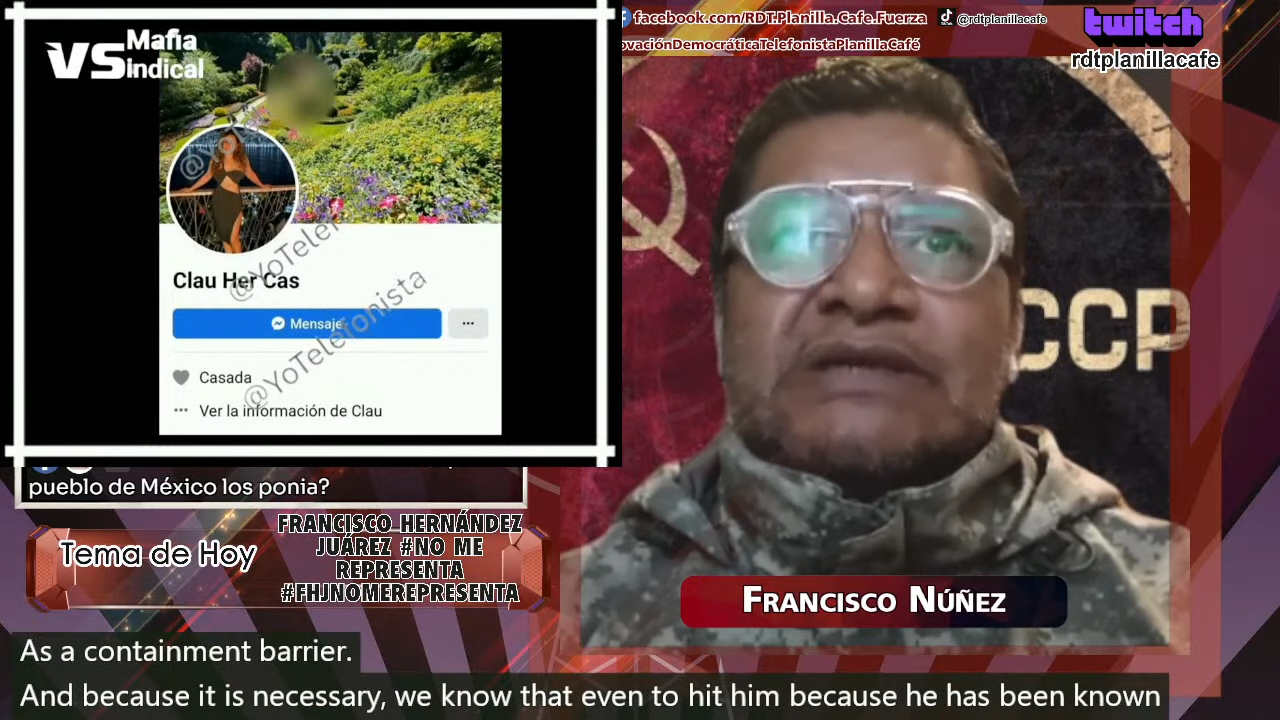 VS Mafia
Sindical
@YoTelefonista
Clau Her Cas
Mensaje
@YoTelefonista
Casada
Ver la información de Clau
facebook.com/RDT.Planilla.Cafe.Fuerza
@rdtplanillacafe
ovaciónDemocráticaTelefonistaPlanillaCafé
twitch
rdtplanillacafe
CCP
pueblo de México los ponia?
Tema de Hoy
FRANCISCO HERNÁNDEZ
JUÁREZ #NO ME
REPRESENTA
#FHJNOMEREPRESENTA
FRANCISCO NÚÑEZ
As a containment barrier.
And because it is necessary, we know that even to hit him because he has been known